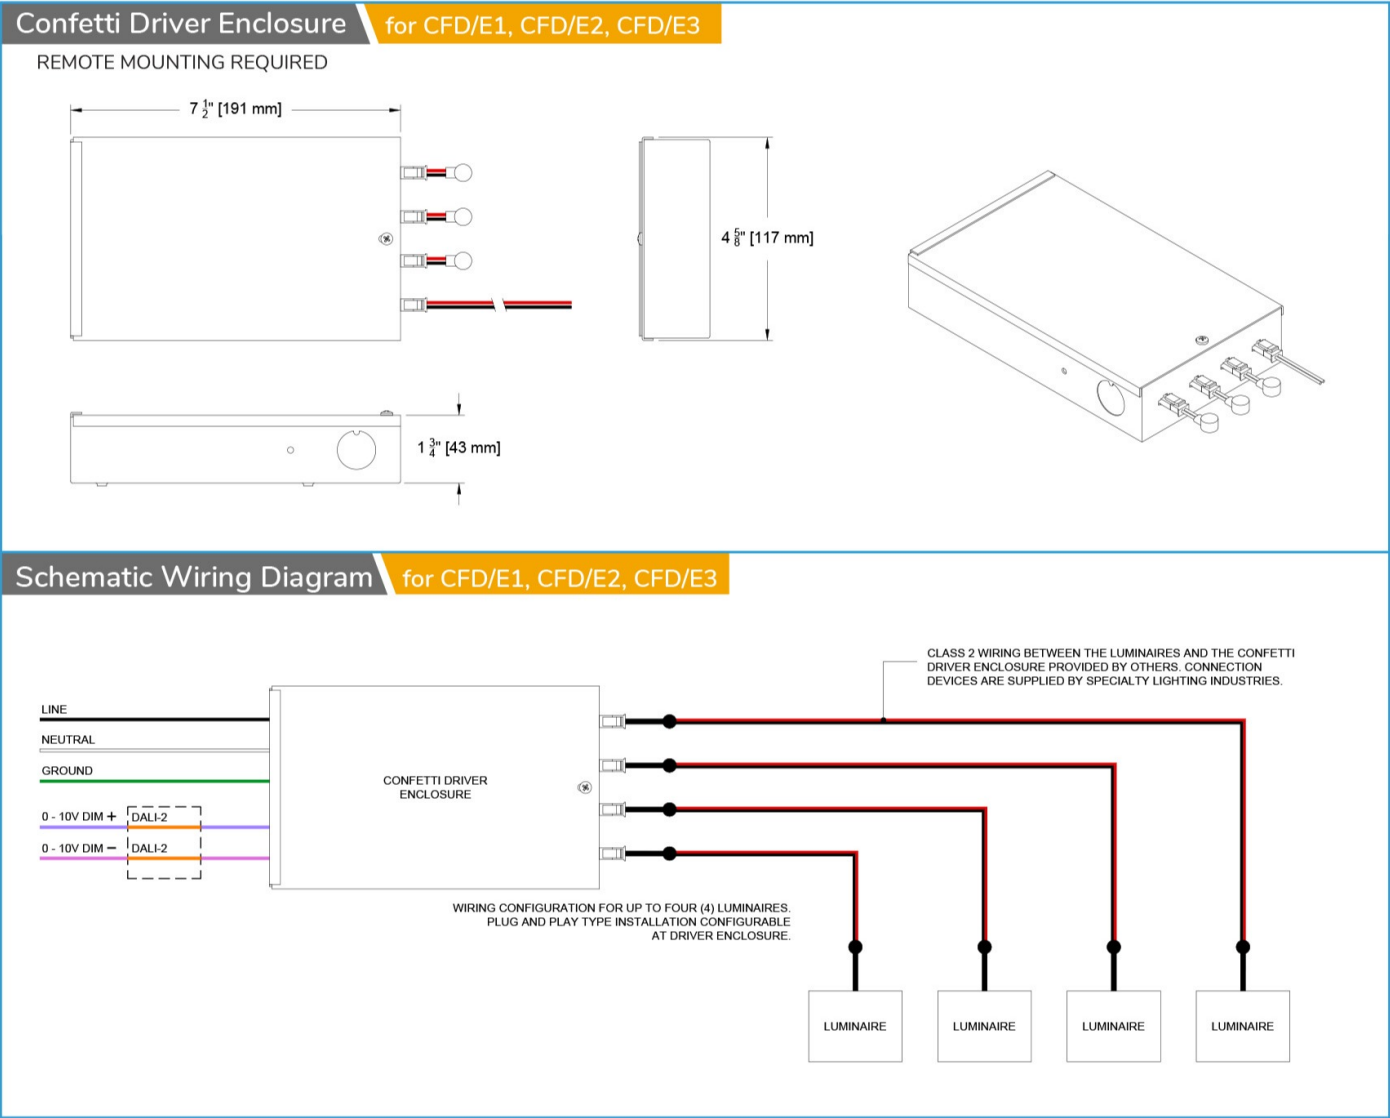 Confetti Driver Enclosure for CFD/E1, CFD/E2, CFD/E3
REMOTE MOUNTING REQUIRED
7 1/2" [191 mm]
4 5/8" [117 mm]
1 3/4" [43 mm]
Schematic Wiring Diagram for CFD/E1, CFD/E2, CFD/E3
CLASS 2 WIRING BETWEEN THE LUMINAIRES AND THE CONFETTI
DRIVER ENCLOSURE PROVIDED BY OTHERS. CONNECTION
DEVICES ARE SUPPLIED BY SPECIALTY LIGHTING INDUSTRIES.
LINE
NEUTRAL
GROUND
0 - 10V DIM + DALI-2
0 - 10V DIM − DALI-2
CONFETTI DRIVER
ENCLOSURE
WIRING CONFIGURATION FOR UP TO FOUR (4) LUMINAIRES.
PLUG AND PLAY TYPE INSTALLATION CONFIGURABLE
AT DRIVER ENCLOSURE.
LUMINAIRE LUMINAIRE LUMINAIRE LUMINAIRE